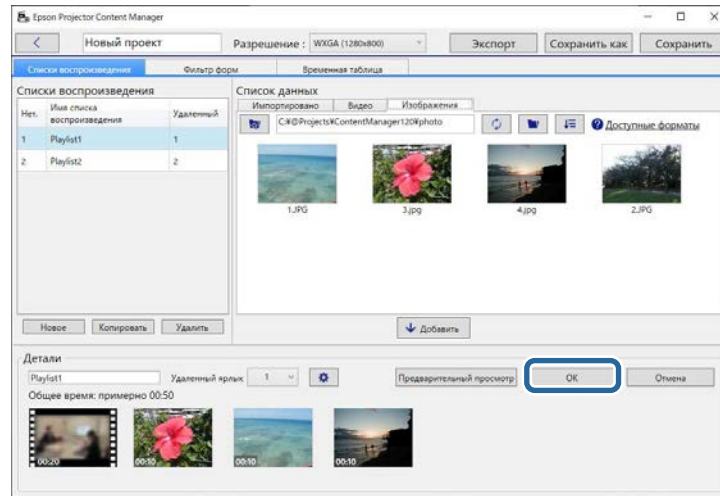 Epson Projector Content Manager
Новый проект Разрешение : WXGA (1280x800) Экспорт Сохранить как Сохранить
Списки воспроизведения Фильтр форм Временная таблица
Списки воспроизведения
Нет. Имя списка воспроизведения Удаленный
1 Playlist1 1
2 Playlist2 2
Новое Копировать Удалить
Список данных
Импортировано Видео Изображения
C:¥@Projects¥ContentManager120¥photo Доступные форматы
1.JPG 3.jpg 4.jpg 2.JPG
Добавить
Детали
Playlist1 Удаленный ярлык 1 Предварительный просмотр OK Отмена
Общее время: примерно 00:50
00:20 00:10 00:10 00:10